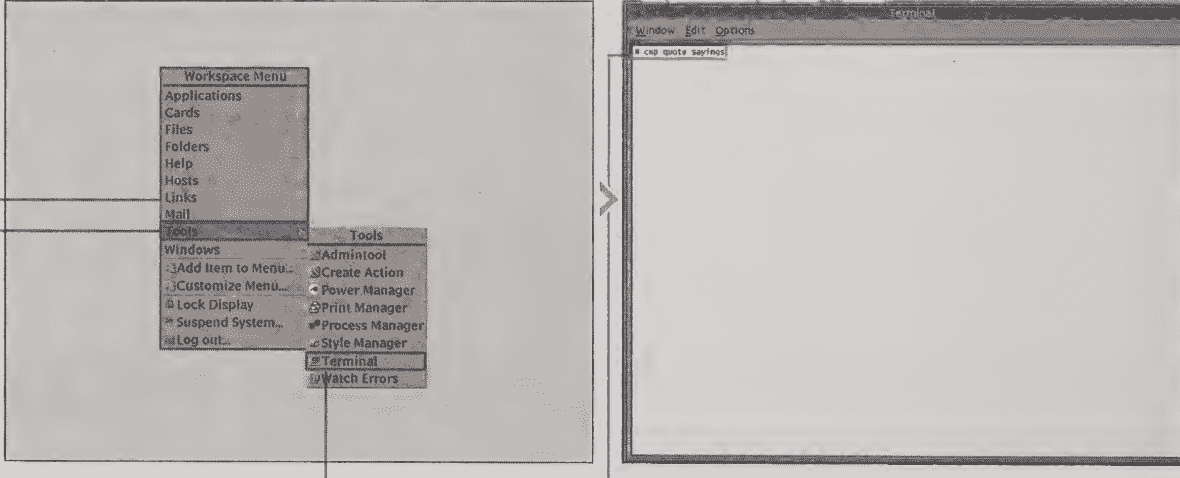 Workspace Menu
Applications
Cards
Files
Folders
Help
Hosts
Links
Mail
Tools
Windows
Add Item to Menu...
Customize Menu...
Lock Display
Suspend System...
Log out...
Tools
Admintool
Create Action
Power Manager
Print Manager
Process Manager
Style Manager
Terminal
Watch Errors
Terminal
Window Edit Options
# cmp quote sayings